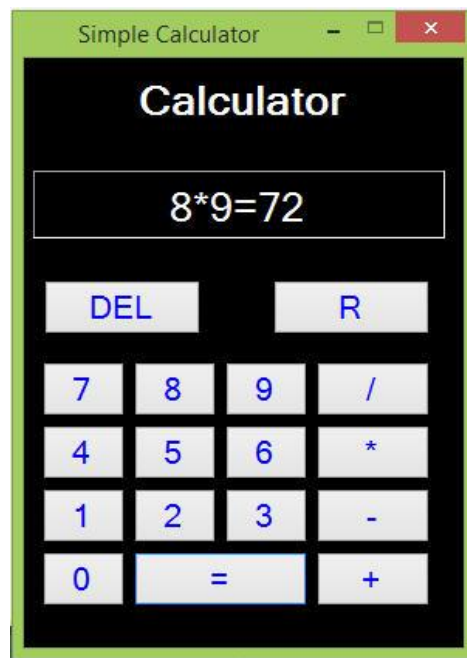 Simple Calculator
Calculator
8*9=72
DEL R
7 8 9 /
4 5 6 *
1 2 3 -
0 = +